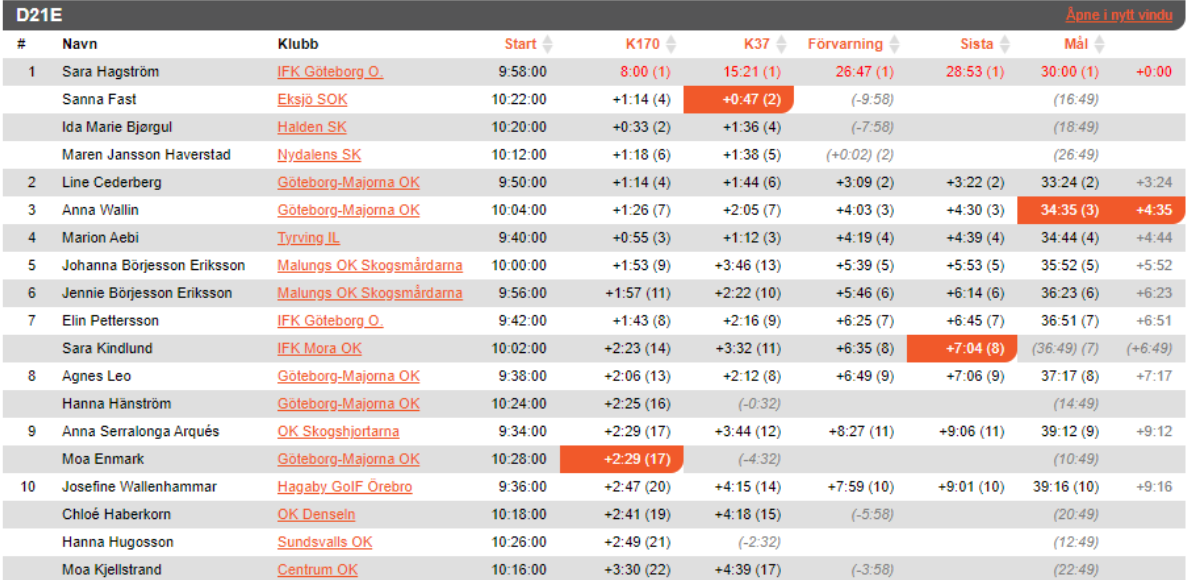 D21E Åpne i nytt vindu
# Navn Klubb Start K170 K37 Förvarning Sista Mål
1 Sara Hagström IFK Göteborg O. 9:58:00 8:00 (1) 15:21 (1) 26:47 (1) 28:53 (1) 30:00 (1) +0:00
Sanna Fast Eksjö SOK 10:22:00 +1:14 (4) +0:47 (2) (-9:58) (16:49)
Ida Marie Bjørgul Halden SK 10:20:00 +0:33 (2) +1:36 (4) (-7:58) (18:49)
Maren Jansson Haverstad Nydalens SK 10:12:00 +1:18 (6) +1:38 (5) (+0:02) (2) (26:49)
2 Line Cederberg Göteborg-Majorna OK 9:50:00 +1:14 (4) +1:44 (6) +3:09 (2) +3:22 (2) 33:24 (2) +3:24
3 Anna Wallin Göteborg-Majorna OK 10:04:00 +1:26 (7) +2:05 (7) +4:03 (3) +4:30 (3) 34:35 (3) +4:35
4 Marion Aebi Tyrving IL 9:40:00 +0:55 (3) +1:12 (3) +4:19 (4) +4:39 (4) 34:44 (4) +4:44
5 Johanna Börjesson Eriksson Malungs OK Skogsmårdarna 10:00:00 +1:53 (9) +3:46 (13) +5:39 (5) +5:53 (5) 35:52 (5) +5:52
6 Jennie Börjesson Eriksson Malungs OK Skogsmårdarna 9:56:00 +1:57 (11) +2:22 (10) +5:46 (6) +6:14 (6) 36:23 (6) +6:23
7 Elin Pettersson IFK Göteborg O. 9:42:00 +1:43 (8) +2:16 (9) +6:25 (7) +6:45 (7) 36:51 (7) +6:51
Sara Kindlund IFK Mora OK 10:02:00 +2:23 (14) +3:32 (11) +6:35 (8) +7:04 (8) (36:49) (7) (+6:49)
8 Agnes Leo Göteborg-Majorna OK 9:38:00 +2:06 (13) +2:12 (8) +6:49 (9) +7:06 (9) 37:17 (8) +7:17
Hanna Hänström Göteborg-Majorna OK 10:24:00 +2:25 (16) (-0:32) (14:49)
9 Anna Serralonga Arqués OK Skogshjortarna 9:34:00 +2:29 (17) +3:44 (12) +8:27 (11) +9:06 (11) 39:12 (9) +9:12
Moa Enmark Göteborg-Majorna OK 10:28:00 +2:29 (17) (-4:32) (10:49)
10 Josefine Wallenhammar Hagaby GoIF Örebro 9:36:00 +2:47 (20) +4:15 (14) +7:59 (10) +9:01 (10) 39:16 (10) +9:16
Chloé Haberkorn OK Denseln 10:18:00 +2:41 (19) +4:18 (15) (-5:58) (20:49)
Hanna Hugosson Sundsvalls OK 10:26:00 +2:49 (21) (-2:32) (12:49)
Moa Kjellstrand Centrum OK 10:16:00 +3:30 (22) +4:39 (17) (-3:58) (22:49)